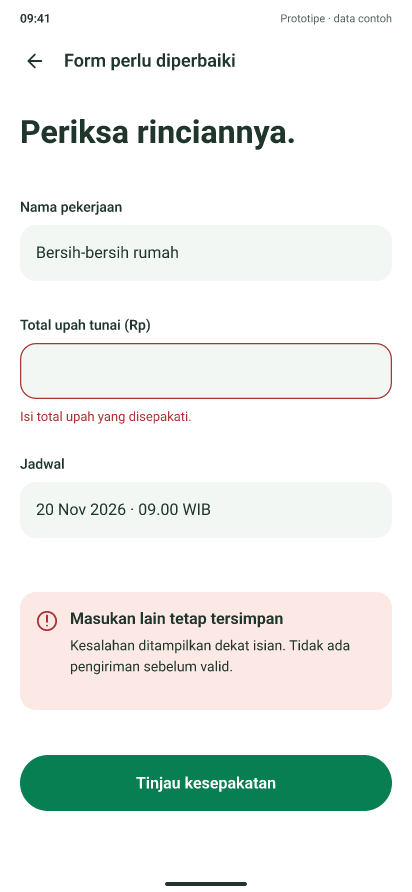 09:41
Prototipe · data contoh
Form perlu diperbaiki
Periksa rinciannya.
Nama pekerjaan
Bersih-bersih rumah
Total upah tunai (Rp)
Isi total upah yang disepakati.
Jadwal
20 Nov 2026 · 09.00 WIB
Masukan lain tetap tersimpan
Kesalahan ditampilkan dekat isian. Tidak ada
pengiriman sebelum valid.
Tinjau kesepakatan